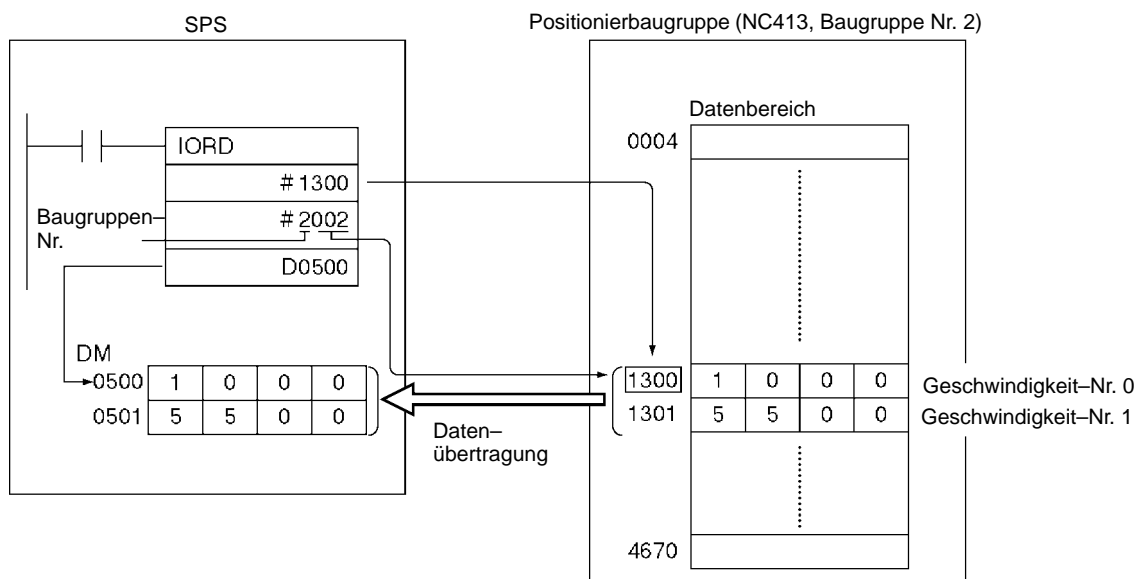 SPS
Positionierbaugruppe (NC413, Baugruppe Nr. 2)
Datenbereich
0004
IORD
#1300
Baugruppen–
Nr.
#2002
D0500
DM
0500 1 0 0 0
0501 5 5 0 0
Daten–
übertragung
1300 1 0 0 0 Geschwindigkeit–Nr. 0
1301 5 5 0 0 Geschwindigkeit–Nr. 1
4670